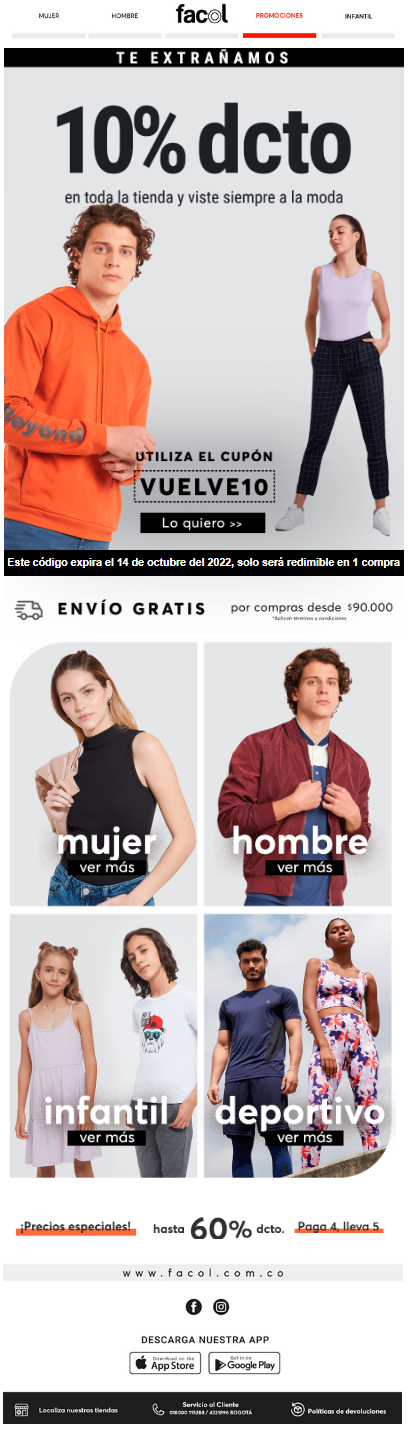 MUJER
HOMBRE
facol
PROMOCIONES
INFANTIL
TE EXTRAÑAMOS
10% dcto
en toda la tienda y viste siempre a la moda
Beyond
UTILIZA EL CUPÓN
VUELVE10
Lo quiero >>
Este código expira el 14 de octubre del 2022, solo será redimible en 1 compra
ENVÍO GRATIS
por compras desde $90.000
*Aplican términos y condiciones
mujer
ver más
hombre
ver más
infantil
ver más
deportivo
ver más
¡Precios especiales!
hasta 60% dcto.
Paga 4, lleva 5
www.facol.com.co
DESCARGA NUESTRA APP
Download on the
App Store
Get it on
Google Play
Localiza nuestras tiendas
Servicio al Cliente
018000 115288 / 4321896 BOGOTÁ
Políticas de devoluciones